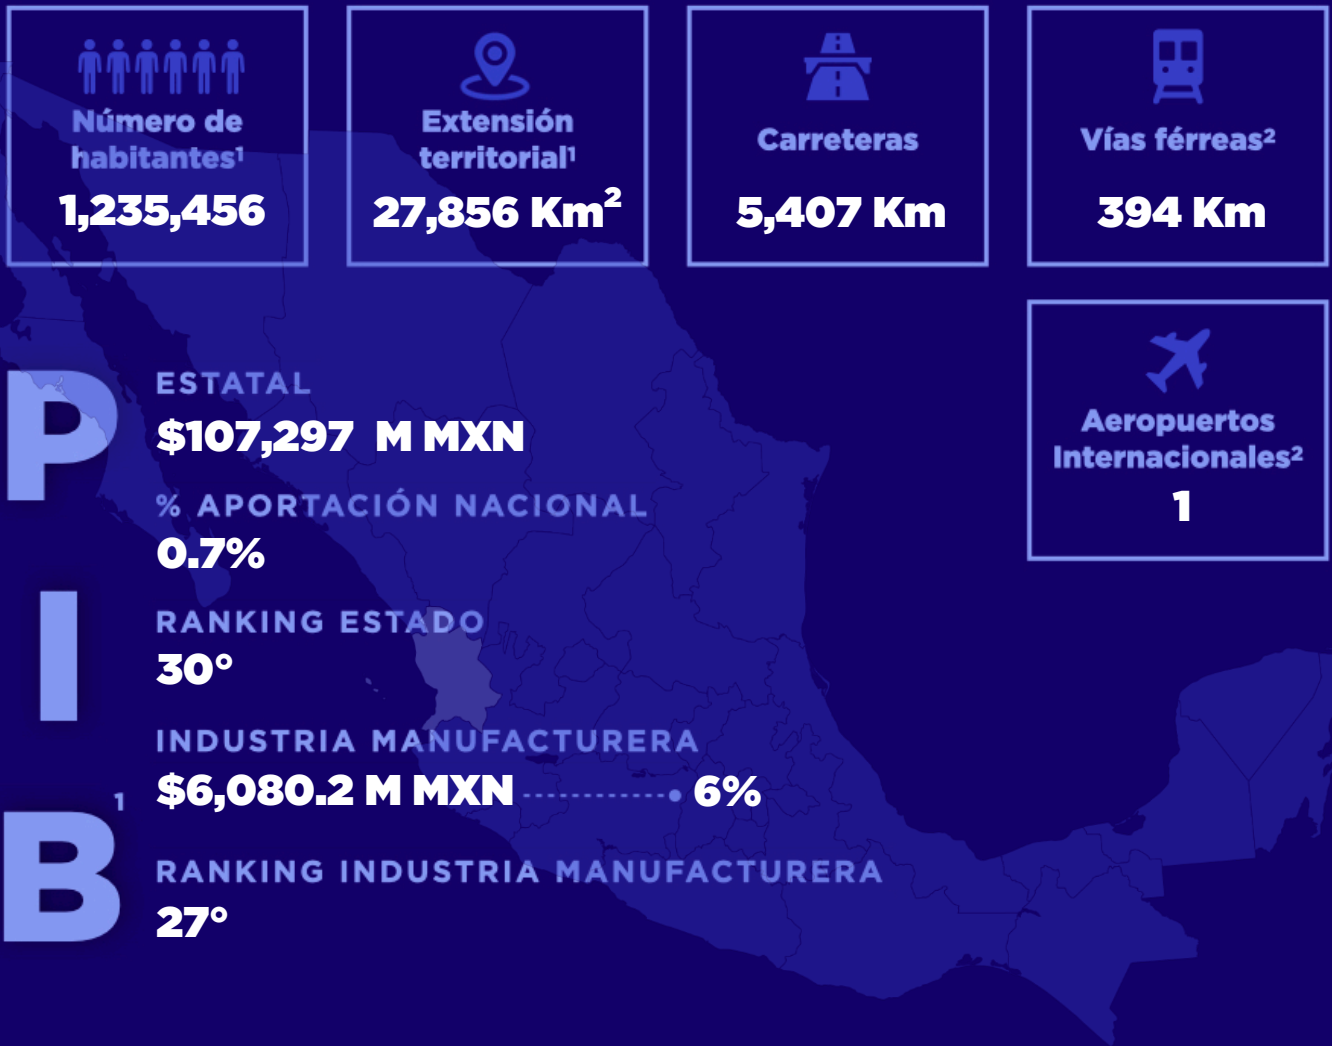 Número de
habitantes¹
1,235,456
Extensión
territorial¹
27,856 Km²
Carreteras
5,407 Km
Vías férreas²
394 Km
Aeropuertos
Internacionales²
1
P
I
B
1
ESTATAL
$107,297 M MXN
% APORTACIÓN NACIONAL
0.7%
RANKING ESTADO
30°
INDUSTRIA MANUFACTURERA
$6,080.2 M MXN 6%
RANKING INDUSTRIA MANUFACTURERA
27°